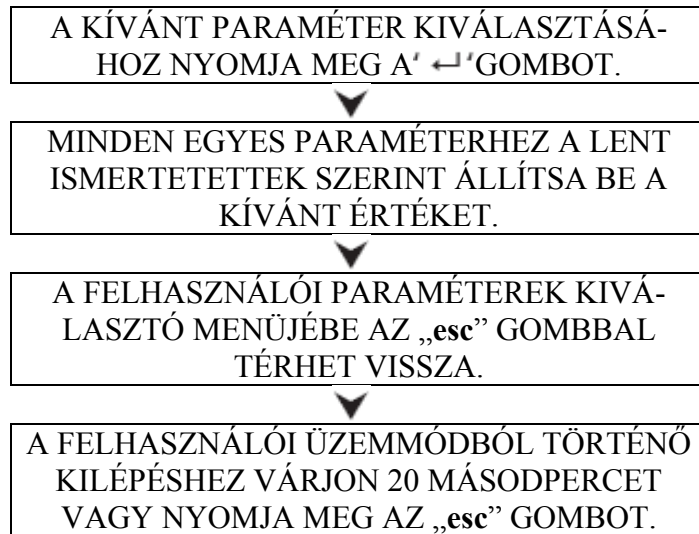 A KÍVÁNT PARAMÉTER KIVÁLASZTÁSÁ-
HOZ NYOMJA MEG A' ↵ 'GOMBOT.
MINDEN EGYES PARAMÉTERHEZ A LENT
ISMERTETETTEK SZERINT ÁLLÍTSA BE A
KÍVÁNT ÉRTÉKET.
A FELHASZNÁLÓI PARAMÉTEREK KIVÁ-
LASZTÓ MENÜJÉBE AZ „esc” GOMBBAL
TÉRHET VISSZA.
A FELHASZNÁLÓI ÜZEMMÓDBÓL TÖRTÉNŐ
KILÉPÉSHEZ VÁRJON 20 MÁSODPERCET
VAGY NYOMJA MEG AZ „esc” GOMBOT.